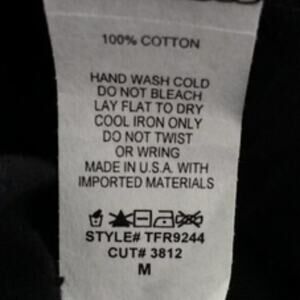 100% COTTON
HAND WASH COLD
DO NOT BLEACH
LAY FLAT TO DRY
COOL IRON ONLY
DO NOT TWIST
OR WRING
MADE IN U.S.A. WITH
IMPORTED MATERIALS
STYLE# TFR9244
CUT# 3812
M